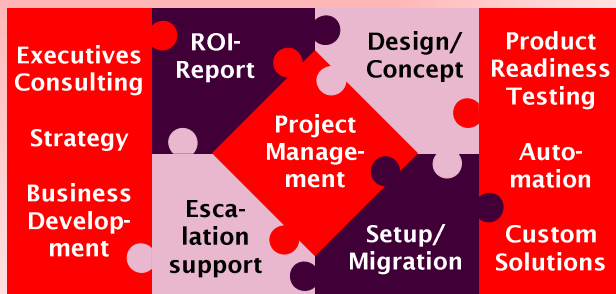 Executives
Consulting
Strategy
Business
Develop-
ment
ROI-
Report
Design/
Concept
Project
Manage-
ment
Esca-
lation
support
Setup/
Migration
Product
Readiness
Testing
Auto-
mation
Custom
Solutions